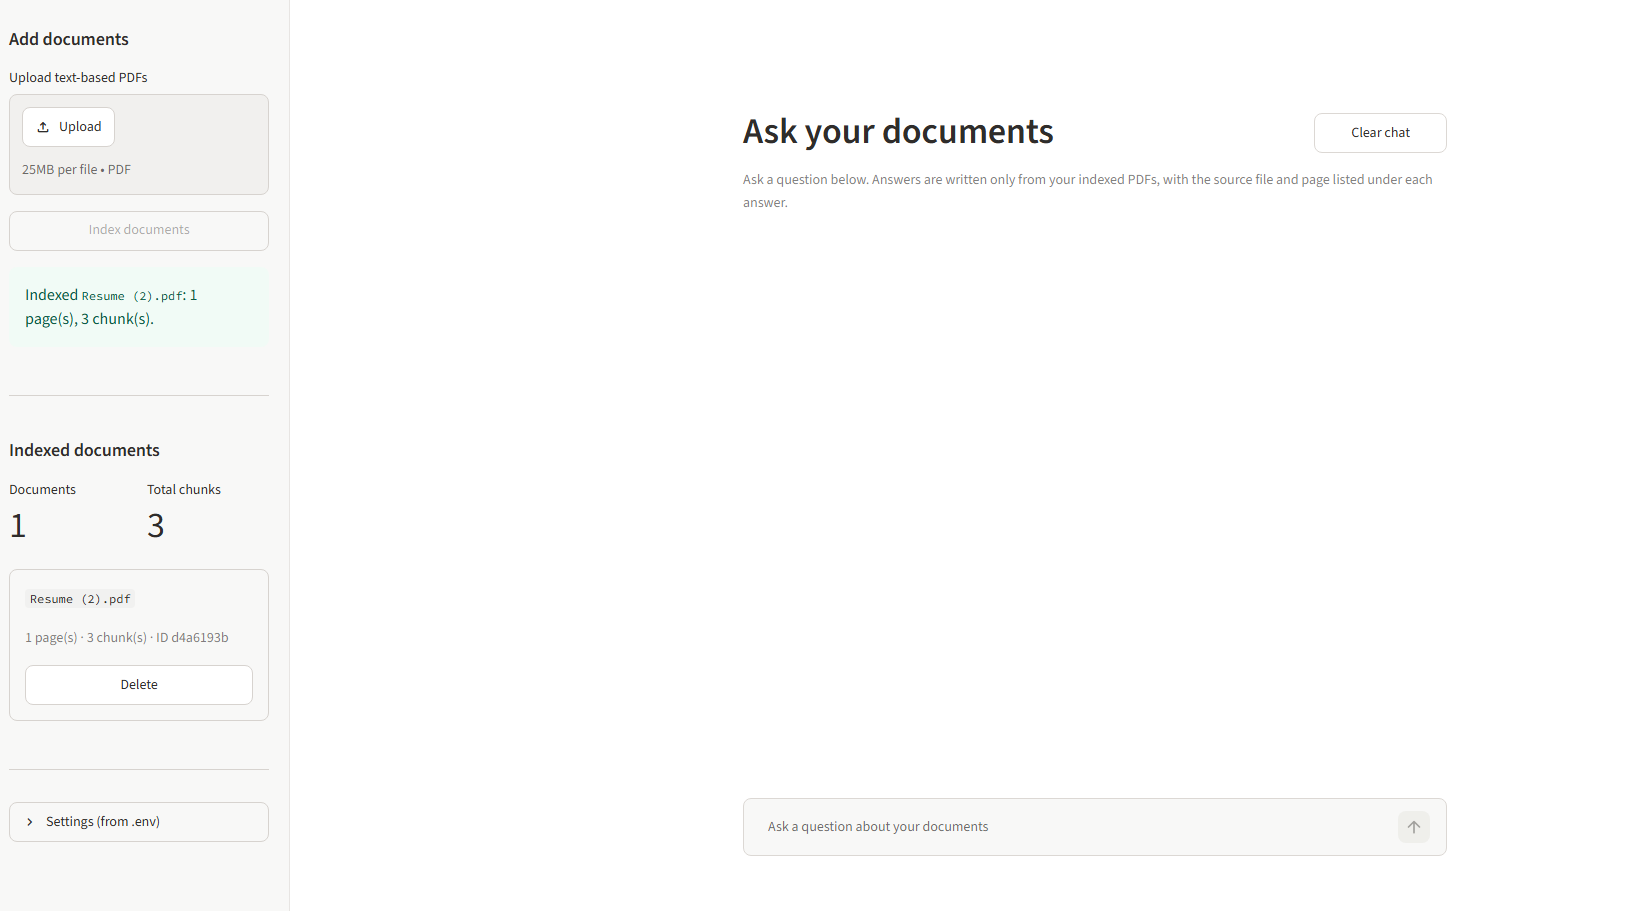 Add documents
Upload text-based PDFs
Upload
25MB per file • PDF
Index documents
Indexed Resume (2).pdf: 1
page(s), 3 chunk(s).
Indexed documents
Documents
Total chunks
1
3
Resume (2).pdf
1 page(s) · 3 chunk(s) · ID d4a6193b
Delete
Settings (from .env)
Ask your documents
Clear chat
Ask a question below. Answers are written only from your indexed PDFs, with the source file and page listed under each
answer.
Ask a question about your documents